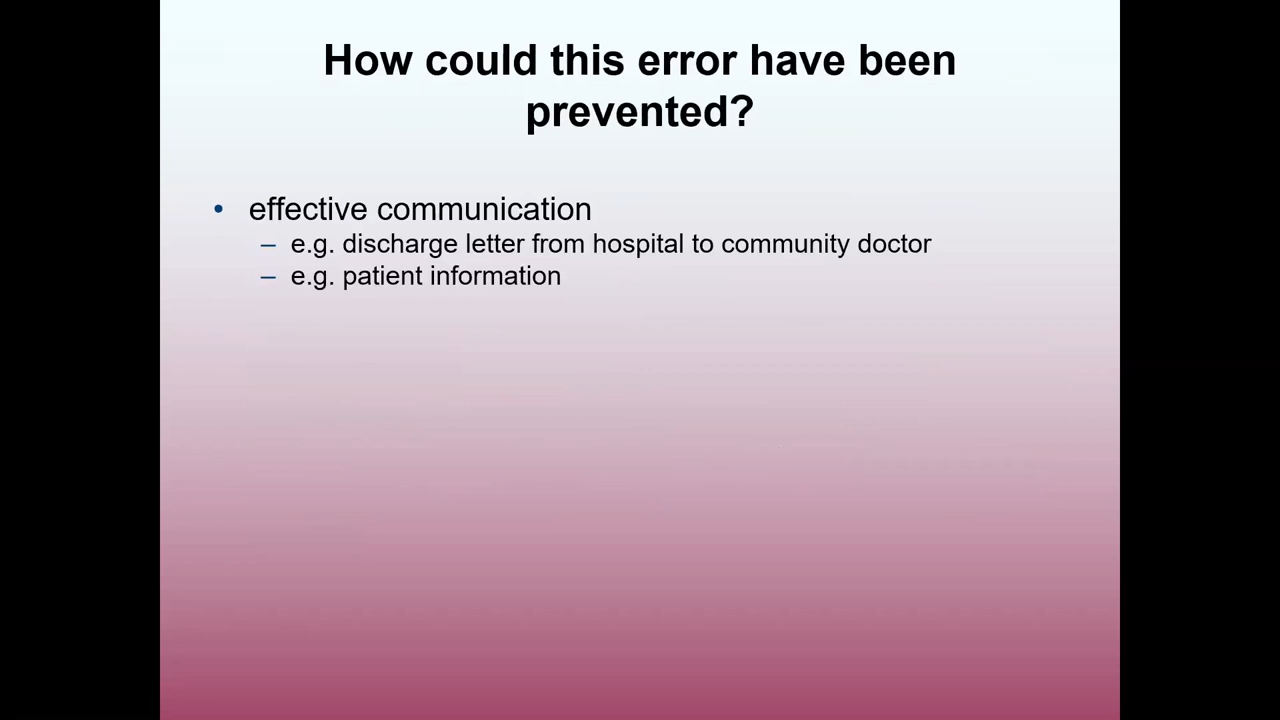 How could this error have been
prevented?
• effective communication
– e.g. discharge letter from hospital to community doctor
– e.g. patient information